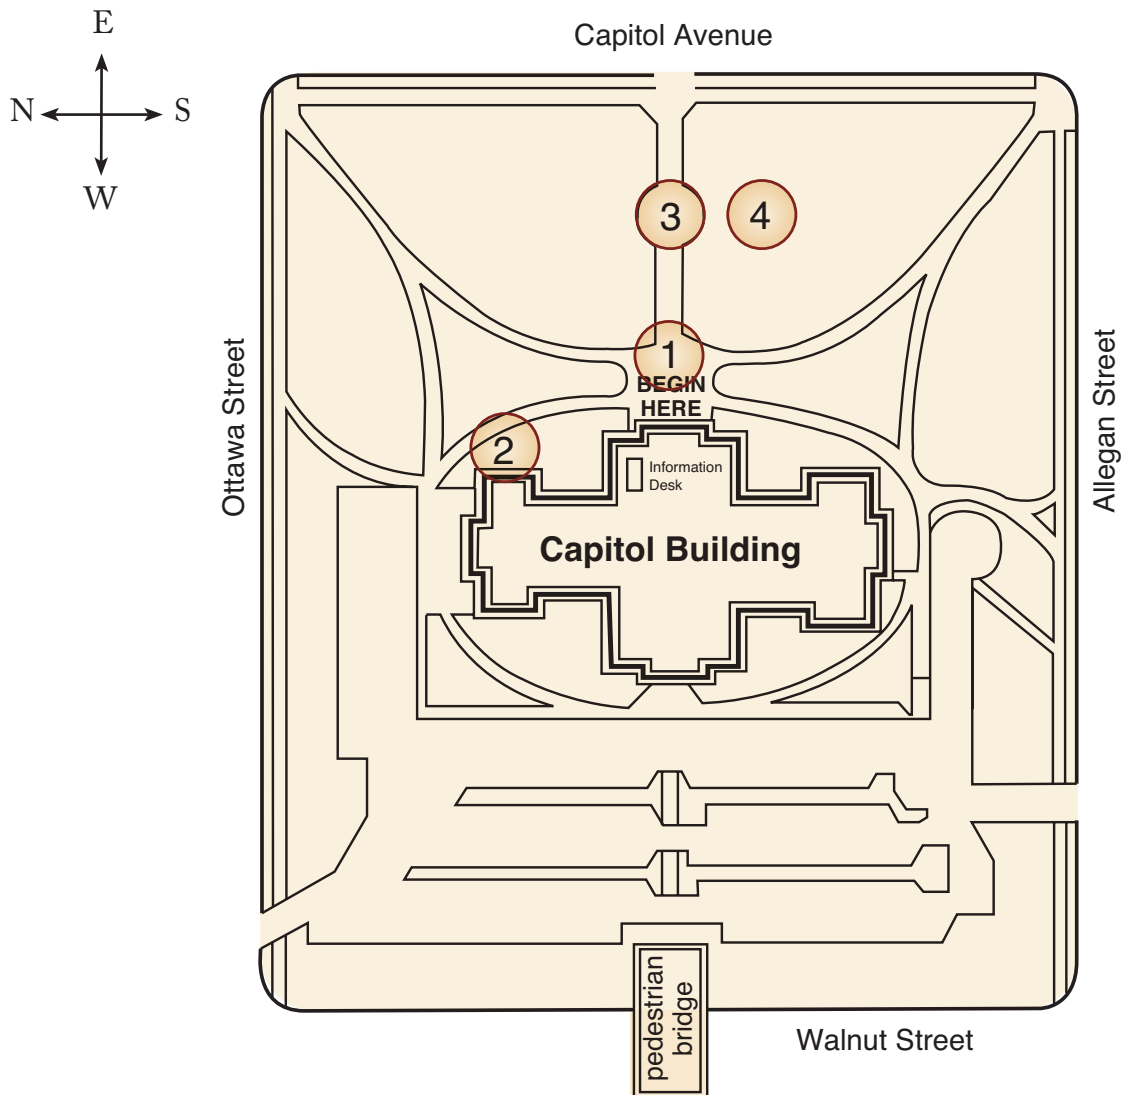 E
Capitol Avenue
N
S
W
3
4
1
BEGIN
HERE
Ottawa Street
Allegan Street
2
Information
Desk
Capitol Building
pedestrian
bridge
Walnut Street